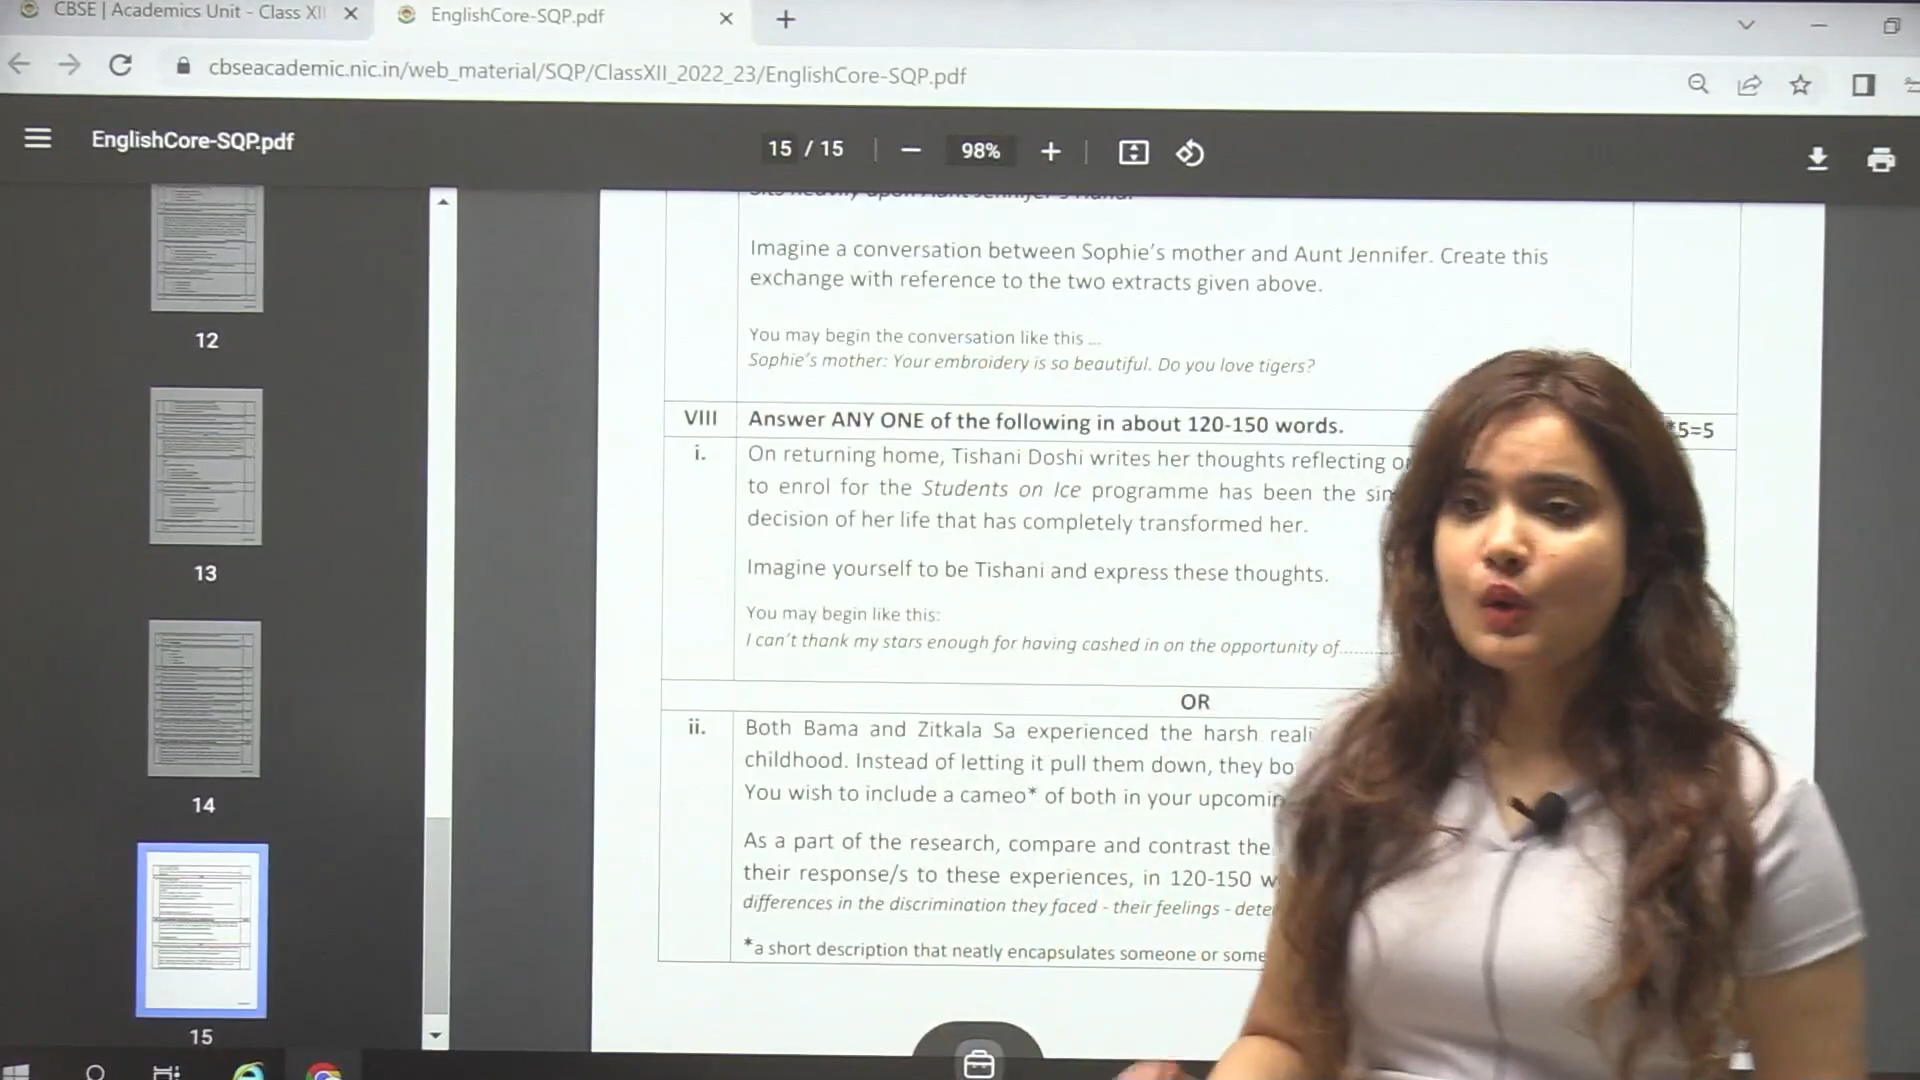 CBSE | Academics Unit - Class XII
EnglishCore-SQP.pdf
cbseacademic.nic.in/web_material/SQP/ClassXII_2022_23/EnglishCore-SQP.pdf
EnglishCore-SQP.pdf
15 / 15
98%
12
13
14
15
Imagine a conversation between Sophie's mother and Aunt Jennifer. Create this
exchange with reference to the two extracts given above.
You may begin the conversation like this ...
Sophie's mother: Your embroidery is so beautiful. Do you love tigers?
VIII Answer ANY ONE of the following in about 120-150 words. *5=5
i. On returning home, Tishani Doshi writes her thoughts reflecting
to enrol for the Students on Ice programme has been the
decision of her life that has completely transformed her.
Imagine yourself to be Tishani and express these thoughts.
You may begin like this:
I can't thank my stars enough for having cashed in on the opportunity of...........
OR
ii. Both Bama and Zitkala Sa experienced the harsh
childhood. Instead of letting it pull them down, they
You wish to include a cameo* of both in your
As a part of the research, compare and contrast the
their response/s to these experiences, in 120-150
differences in the discrimination they faced - their feelings -
*a short description that neatly encapsulates someone or